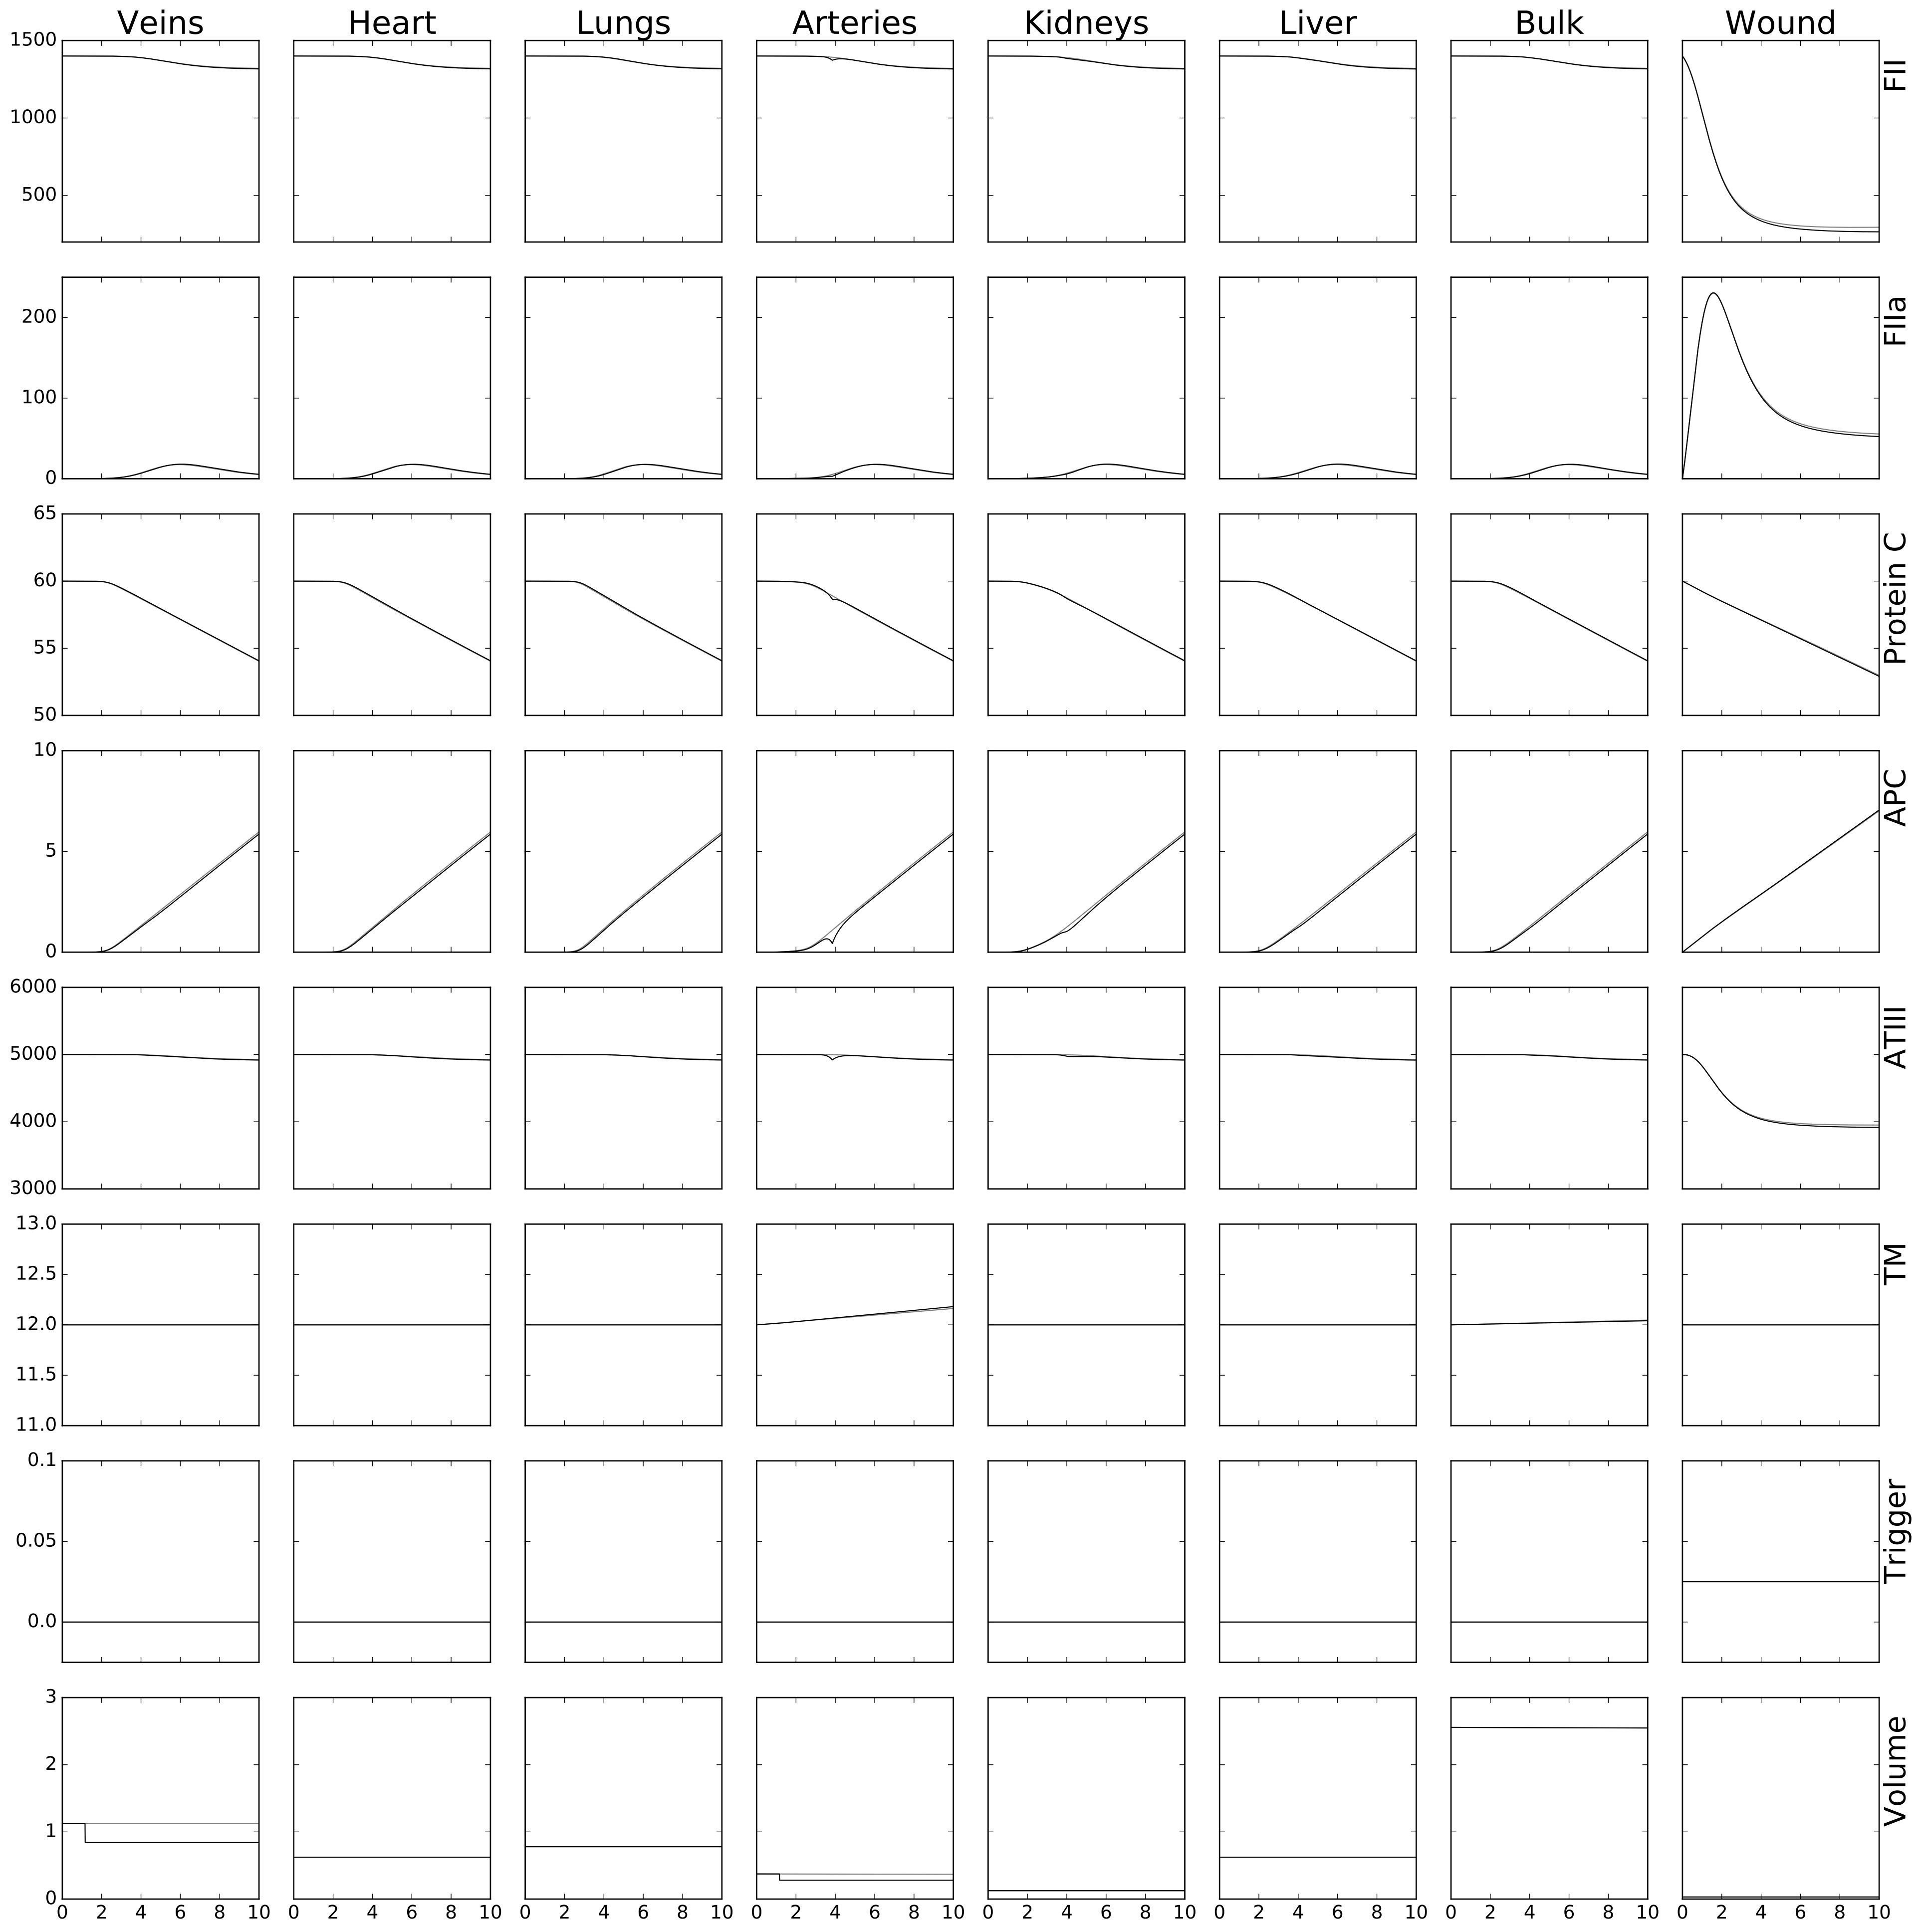 Veins Heart Lungs Arteries Kidneys Liver Bulk Wound
1500
1000
500
FII
200
100
0
FIIa
65
60
55
50
Protein C
10
5
0
APC
6000
5000
4000
3000
ATIII
13.0
12.5
12.0
11.5
11.0
TM
0.1
0.05
0.0
Trigger
3
2
1
0
Volume
0 2 4 6 8 10 0 2 4 6 8 10 0 2 4 6 8 10 0 2 4 6 8 10 0 2 4 6 8 10 0 2 4 6 8 10 0 2 4 6 8 10 0 2 4 6 8 10